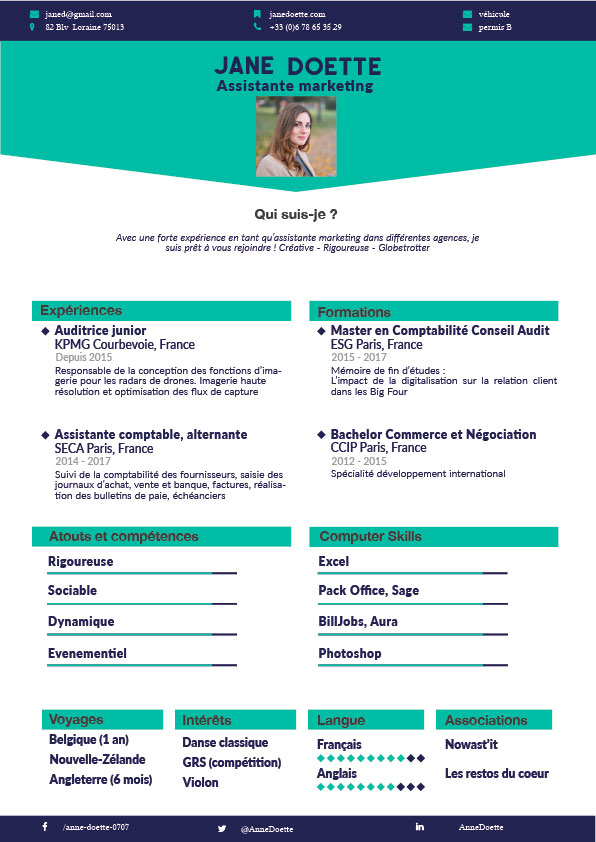 janed@gmail.com
janedoette.com
véhicule
82 Blv Loraine 75013
+33 (0)6 78 65 35 29
permis B
JANE DOETTE
Assistante marketing
Qui suis-je ?
Avec une forte expérience en tant qu'assistante marketing dans différentes agences, je
suis prêt à vous rejoindre ! Créative - Rigoureuse - Globetrotter
Expériences
Auditrice junior
KPMG Courbevoie, France
Depuis 2015
Responsable de la conception des fonctions d'ima-
gerie pour les radars de drones. Imagerie haute
résolution et optimisation des flux de capture
Assistante comptable, alternante
SECA Paris, France
2014 - 2017
Suivi de la comptabilité des fournisseurs, saisie des
journaux d'achat, vente et banque, factures, réalisa-
tion des bulletins de paie, échéanciers
Formations
Master en Comptabilité Conseil Audit
ESG Paris, France
2015 - 2017
Mémoire de fin d'études :
L'impact de la digitalisation sur la relation client
dans les Big Four
Bachelor Commerce et Négociation
CCIP Paris, France
2012 - 2015
Spécialité développement international
Atouts et compétences
Rigoureuse
Sociable
Dynamique
Evenementiel
Computer Skills
Excel
Pack Office, Sage
BillJobs, Aura
Photoshop
Voyages
Belgique (1 an)
Nouvelle-Zélande
Angleterre (6 mois)
Intérêts
Danse classique
GRS (compétition)
Violon
Langue
Français
Anglais
Associations
Nowast'it
Les restos du coeur
/anne-doette-0707
@AnneDoette
AnneDoette